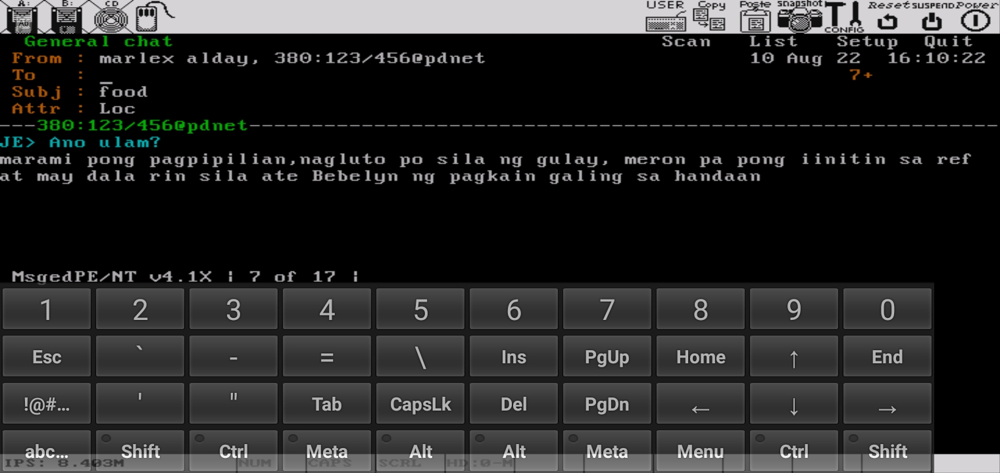 A: B: CD USER Copy Paste snapshot CONFIG Reset SUSPEND Power
General chat Scan List Setup Quit
From : marlex alday, 380:123/456@pdnet 10 Aug 22 16:10:22
To : 7+
Subj : food
Attr : Loc
---380:123/456@pdnet---
JE> Ano ulam?
marami pong pagpipilian,nagluto po sila ng gulay, meron pa pong iinitin sa ref
at may dala rin sila ate Bebelyn ng pagkain galing sa handaan
MsgedPE/NT v4.1X | 7 of 17 |
1 2 3 4 5 6 7 8 9 0
Esc ` - = \ Ins PgUp Home ↑ End
!@#... ' " Tab CapsLk Del PgDn ← ↓ →
abc... Shift Ctrl Meta Alt Alt Meta Menu Ctrl Shift
IPS: 8.403M NUM CAPS SCRL HD:0-M